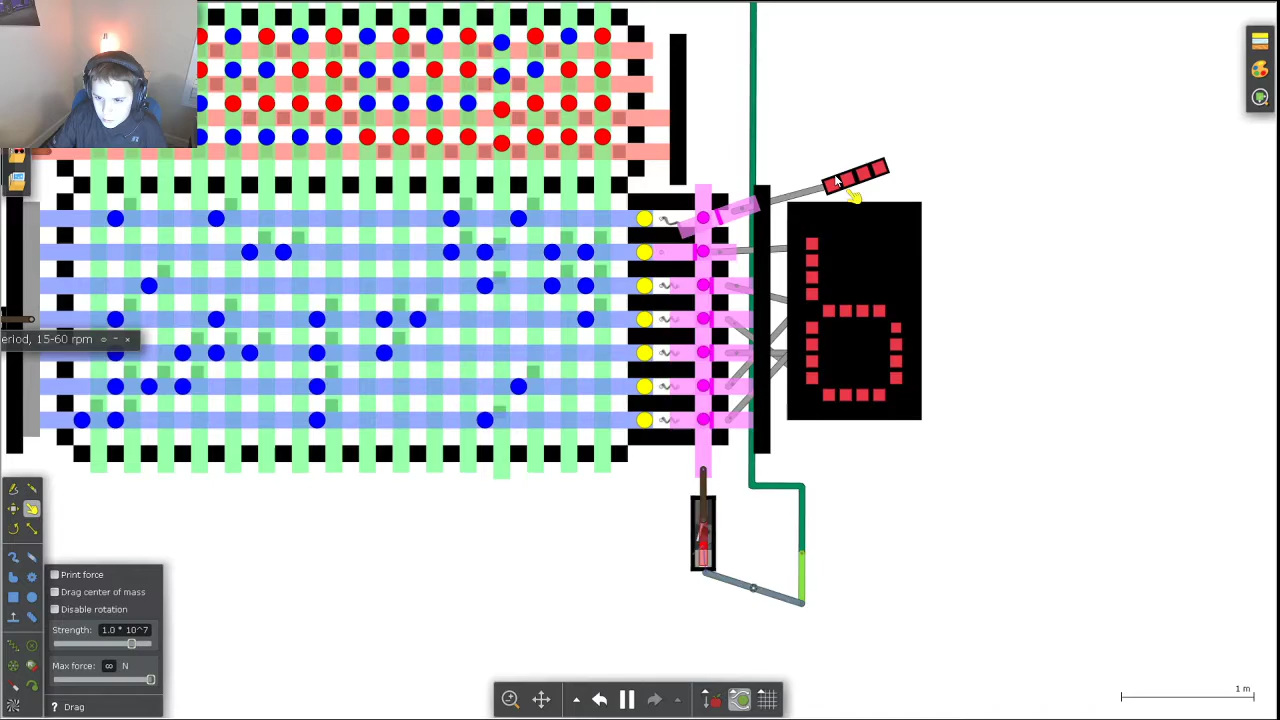 eriod, 15-60 rpm
Print force
Drag center of mass
Disable rotation
Strength: 1.0 * 10^7
Max force: ∞ N
? Drag
1 m